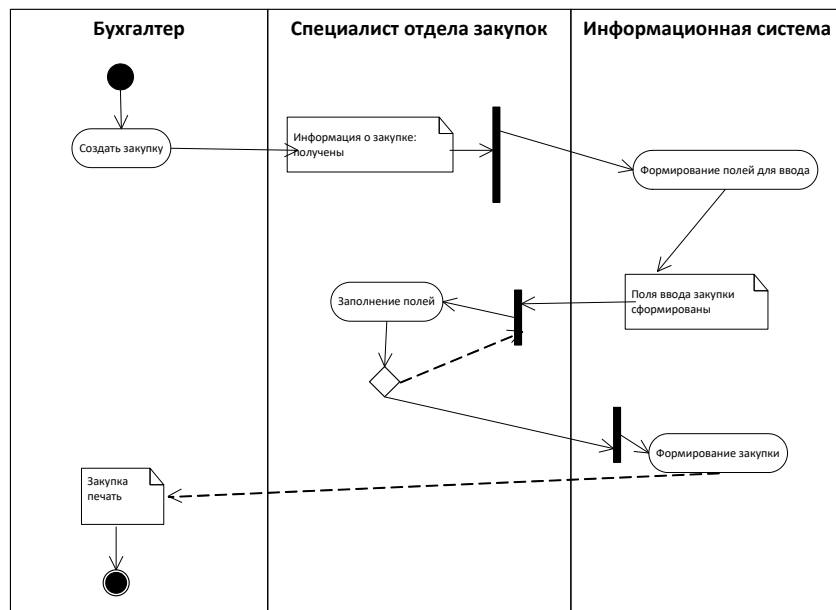 Бухгалтер
Специалист отдела закупок
Информационная система
Создать закупку
Информация о закупке:
получены
Формирование полей для ввода
Заполнение полей
Поля ввода закупки
сформированы
Формирование закупки
Закупка
печать